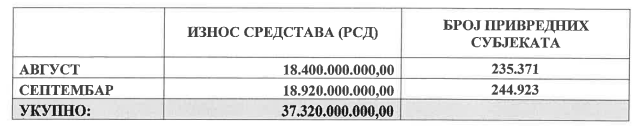 ИЗНОС СРЕДСТАВА (РСД) БРОЈ ПРИВРЕДНИХ СУБЈЕКАТА
АВГУСТ 18.400.000.000,00 235.371
СЕПТЕМБАР 18.920.000.000,00 244.923
УКУПНО: 37.320.000.000,00